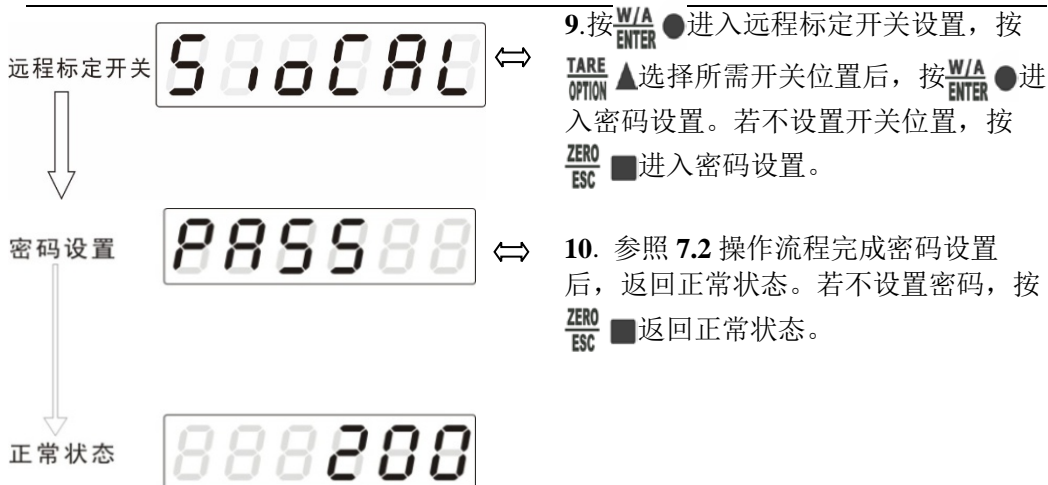 远程标定开关
SioCAL
9.按W/A ENTER ●进入远程标定开关设置，按
TARE OPTION ▲选择所需开关位置后，按W/A ENTER ●进
入密码设置。若不设置开关位置，按
ZERO ESC ■进入密码设置。
密码设置
PASS
10. 参照 7.2 操作流程完成密码设置
后，返回正常状态。若不设置密码，按
ZERO ESC ■返回正常状态。
正常状态
200